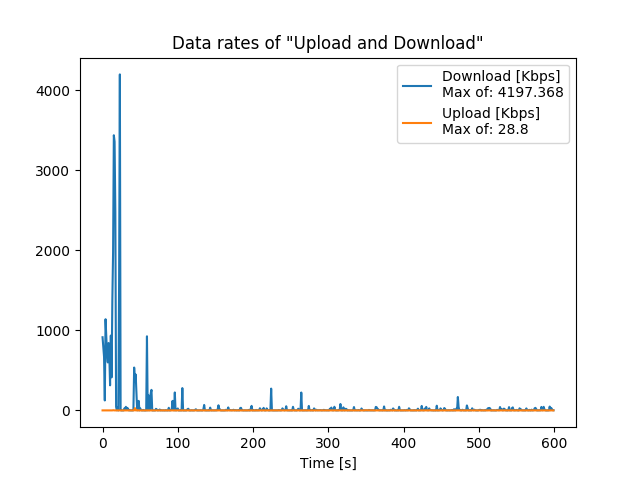 Data rates of "Upload and Download"
Download [Kbps]
Max of: 4197.368
Upload [Kbps]
Max of: 28.8
4000
3000
2000
1000
0
0 100 200 300 400 500 600
Time [s]